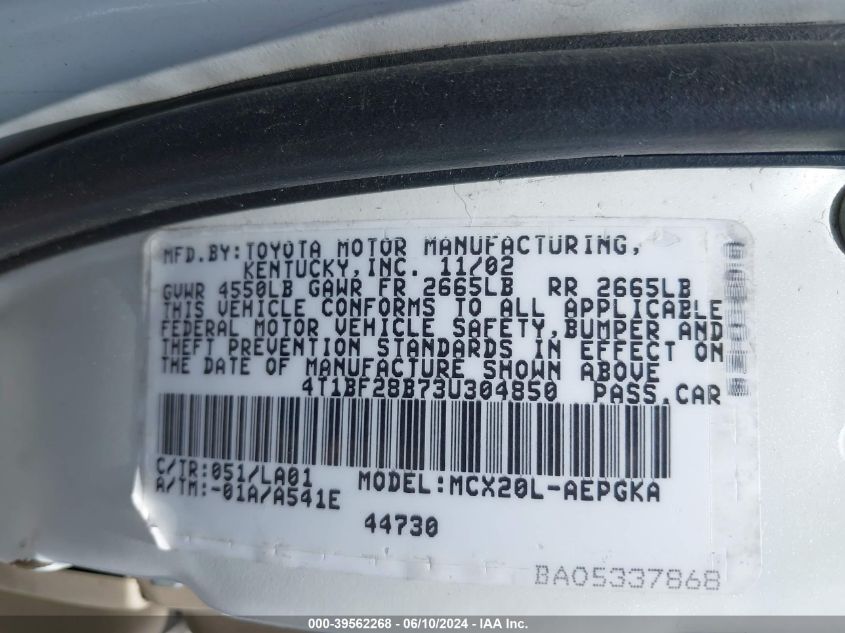 MFD.BY:TOYOTA MOTOR MANUFACTURING,
KENTUCKY,INC. 11/02
GVWR 4550LB GAWR FR 2665LB RR 2665LB
THIS VEHICLE CONFORMS TO ALL APPLICABLE
FEDERAL MOTOR VEHICLE SAFETY,BUMPER AND
THEFT PREVENTION STANDARDS IN EFFECT ON
THE DATE OF MANUFACTURE SHOWN ABOVE
4T1BF28B73U304850 PASS.CAR
C/TR:051/LA01 MODEL:MCX20L-AEPGKA
A/TM:-01A/A541E
44730
BA05337868
000-39562268 - 06/10/2024 - IAA Inc.